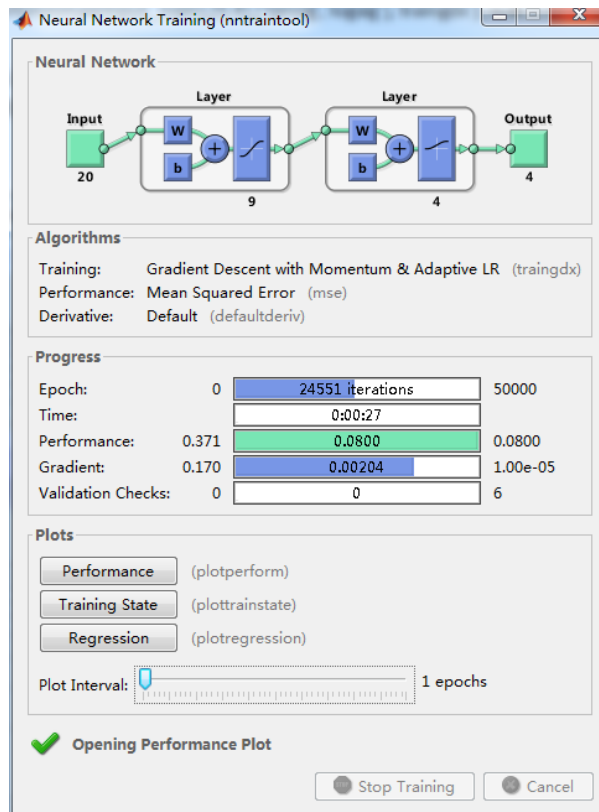 Neural Network Training (nntraintool)
Neural Network
Layer Layer
Input Output
W W
b b
20 9 4 4
Algorithms
Training: Gradient Descent with Momentum & Adaptive LR (traingdx)
Performance: Mean Squared Error (mse)
Derivative: Default (defaultderiv)
Progress
Epoch: 0 24551 iterations 50000
Time: 0:00:27
Performance: 0.371 0.0800 0.0800
Gradient: 0.170 0.00204 1.00e-05
Validation Checks: 0 0 6
Plots
Performance (plotperform)
Training State (plottrainstate)
Regression (plotregression)
Plot Interval: 1 epochs
Opening Performance Plot
Stop Training Cancel